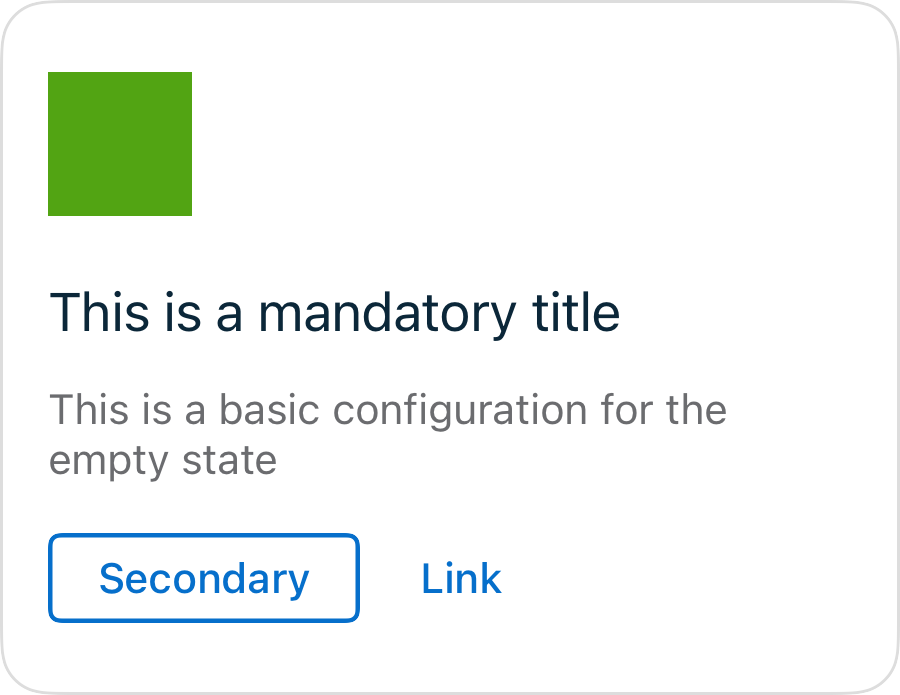 This is a mandatory title
This is a basic configuration for the
empty state
Secondary
Link